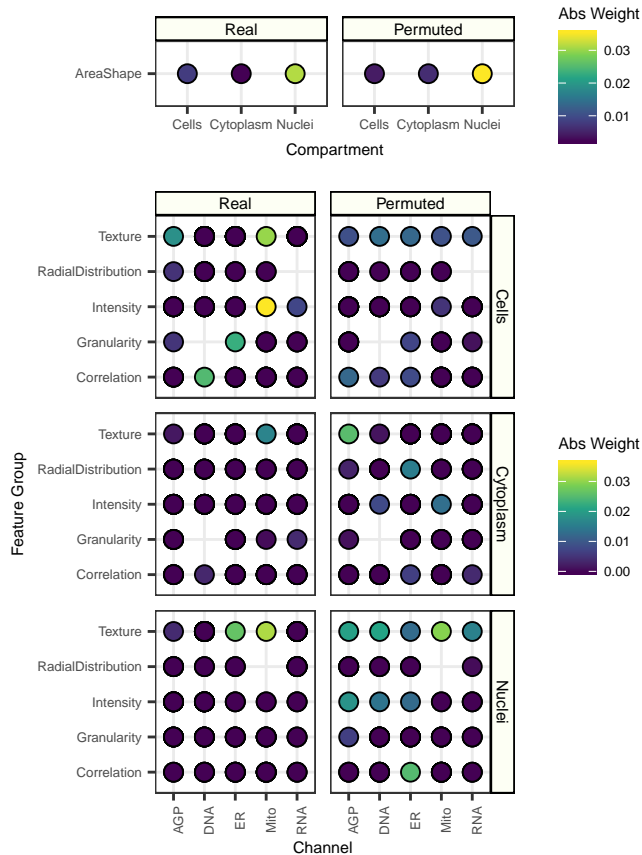 Real
Permuted
AreaShape
Cells
Cytoplasm
Nuclei
Cells
Cytoplasm
Nuclei
Compartment
Abs Weight
0.03
0.02
0.01
Real
Permuted
Texture
RadialDistribution
Intensity
Granularity
Correlation
Cells
Texture
RadialDistribution
Intensity
Granularity
Correlation
Cytoplasm
Texture
RadialDistribution
Intensity
Granularity
Correlation
Nuclei
Feature Group
AGP
DNA
ER
Mito
RNA
AGP
DNA
ER
Mito
RNA
Channel
Abs Weight
0.03
0.02
0.01
0.00